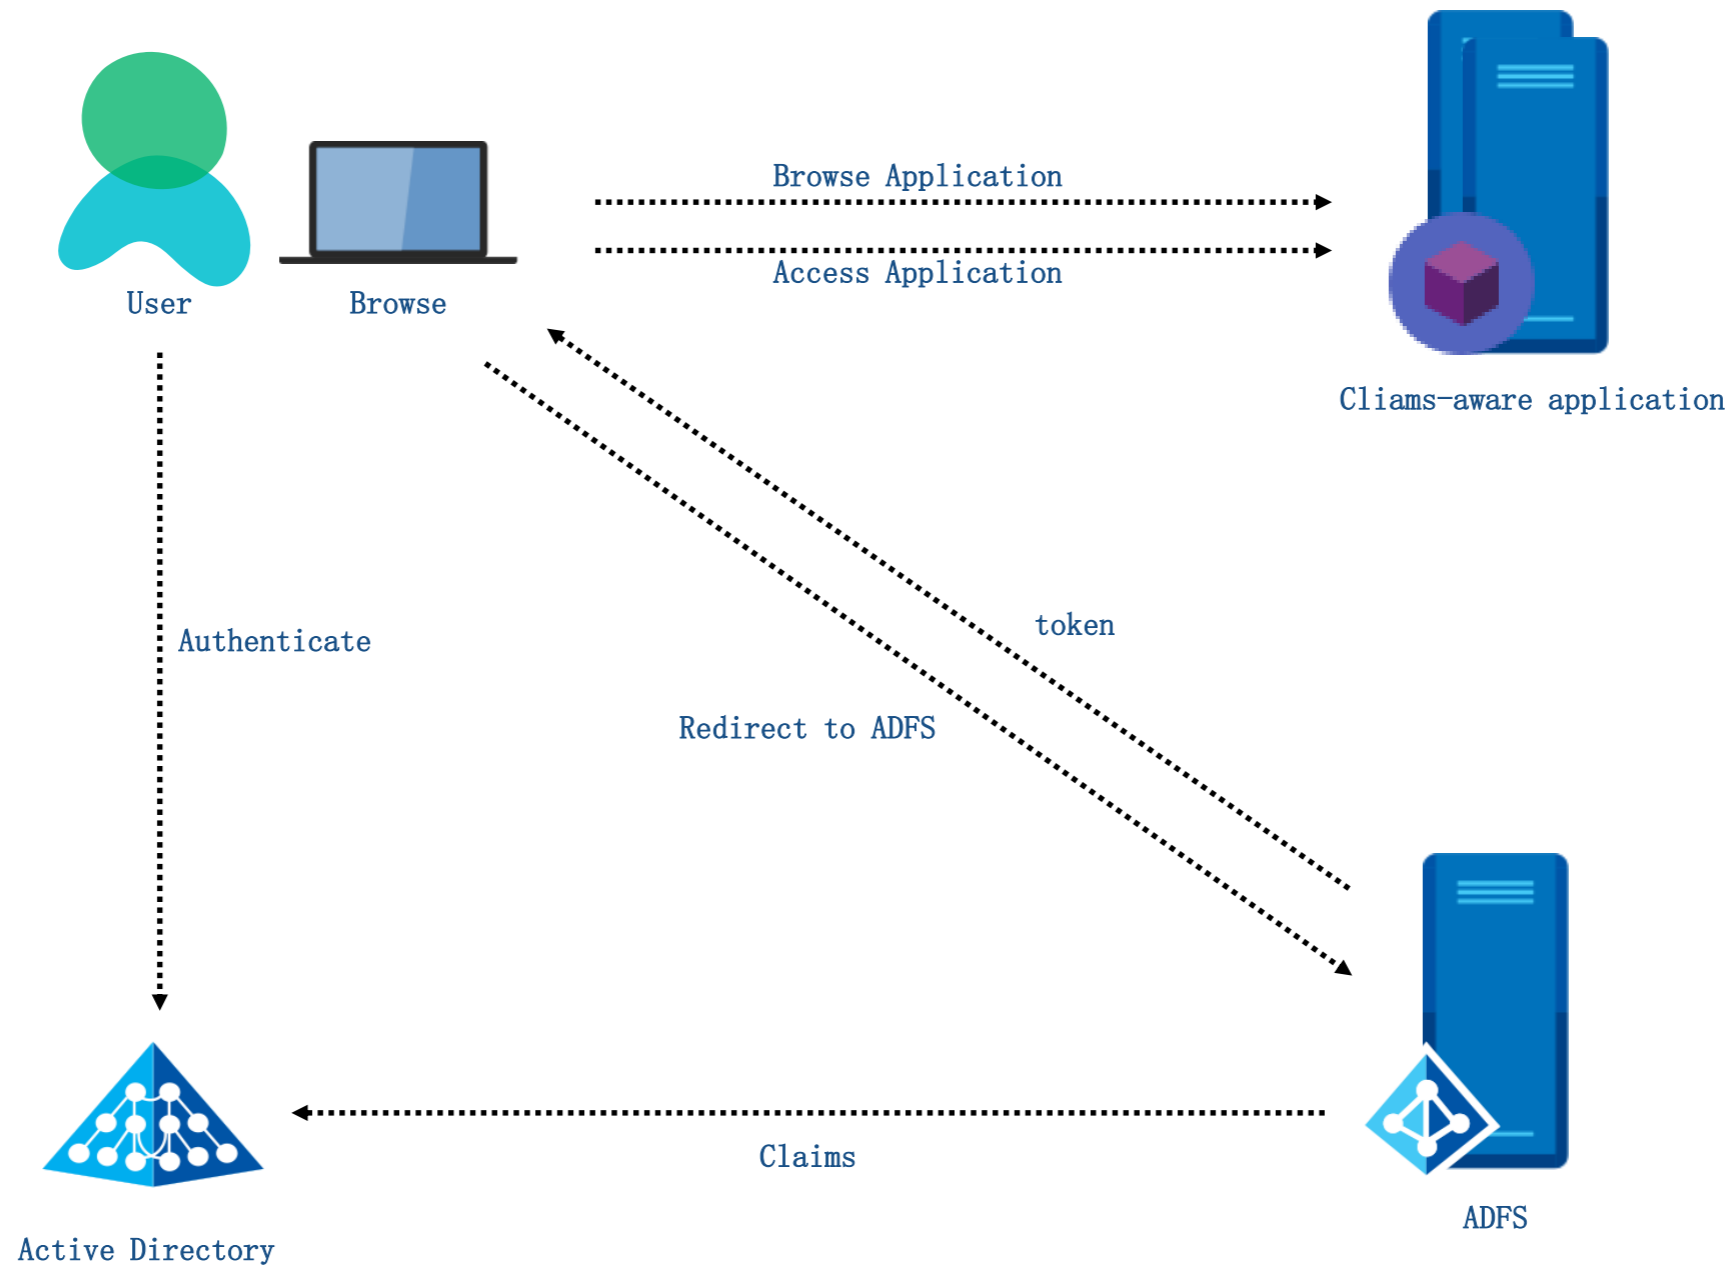 Browse Application
Access Application
User
Browse
Cliams-aware application
token
Authenticate
Redirect to ADFS
Claims
ADFS
Active Directory